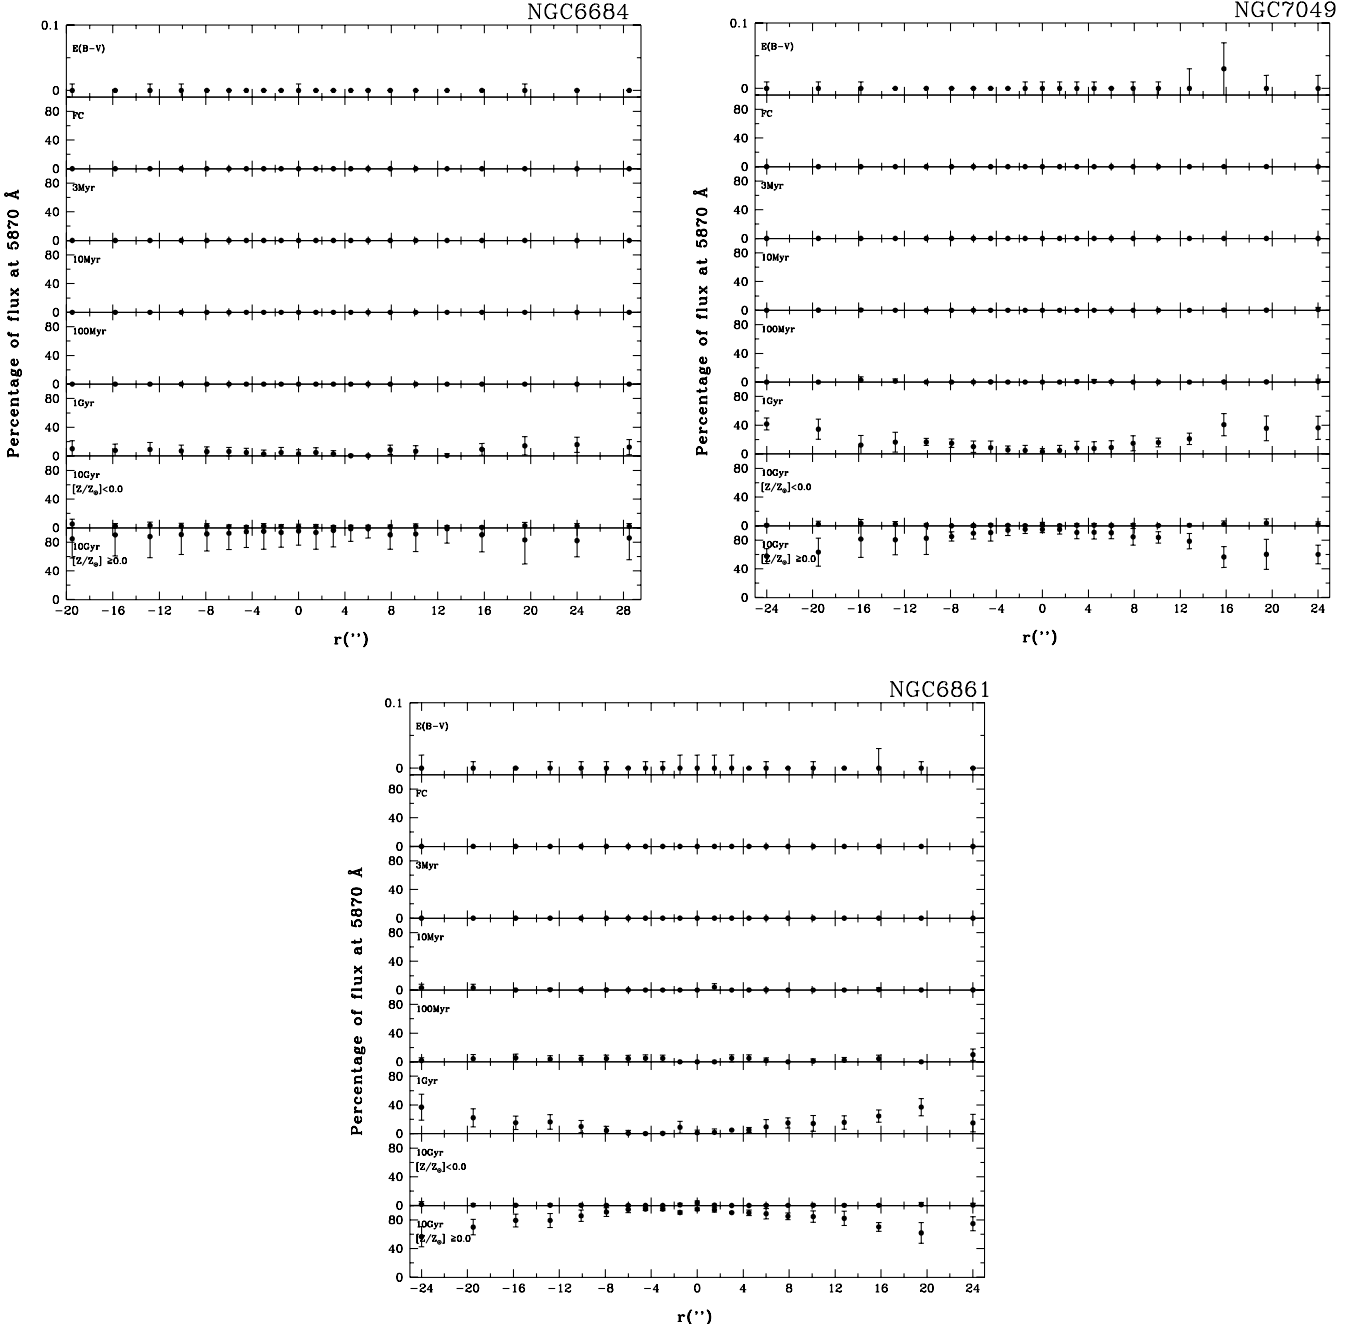 NGC6684
0.1
E(B-V)
0
80
FC
40
0
80
3Myr
40
0
80
10Myr
40
0
80
100Myr
40
0
80
1Gyr
40
0
80
10Gyr
[Z/Z⊙]<0.0
40
0
80
10Gyr
[Z/Z⊙] ≥0.0
40
0
-20 -16 -12 -8 -4 0 4 8 12 16 20 24 28
r('')
Percentage of flux at 5870 Å
NGC7049
0.1
E(B-V)
0
80
FC
40
0
80
3Myr
40
0
80
10Myr
40
0
80
100Myr
40
0
80
1Gyr
40
0
80
10Gyr
[Z/Z⊙]<0.0
40
0
80
10Gyr
[Z/Z⊙] ≥0.0
40
0
-24 -20 -16 -12 -8 -4 0 4 8 12 16 20 24
r('')
Percentage of flux at 5870 Å
NGC6861
0.1
E(B-V)
0
80
FC
40
0
80
3Myr
40
0
80
10Myr
40
0
80
100Myr
40
0
80
1Gyr
40
0
80
10Gyr
[Z/Z⊙]<0.0
40
0
80
10Gyr
[Z/Z⊙] ≥0.0
40
0
-24 -20 -16 -12 -8 -4 0 4 8 12 16 20 24
r('')
Percentage of flux at 5870 Å